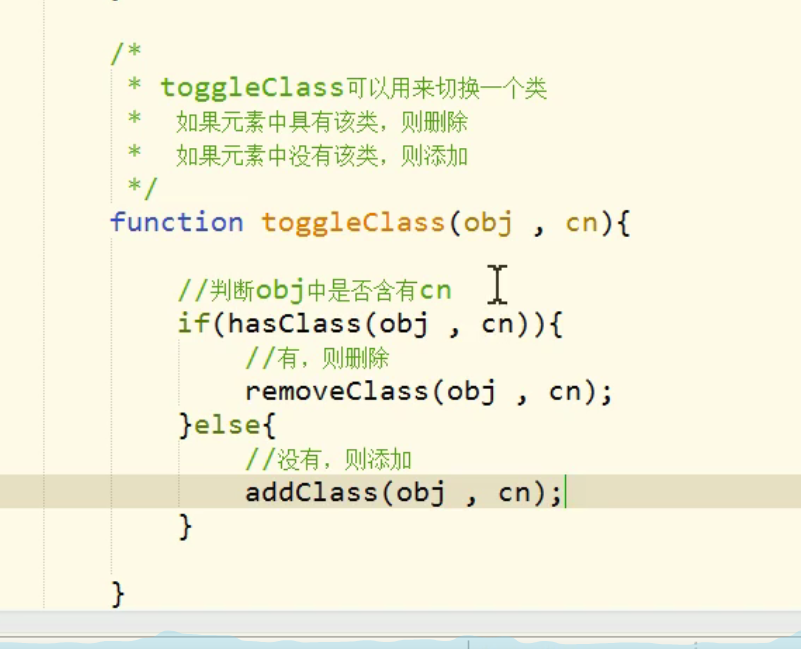 /*
* toggleClass可以用来切换一个类
* 如果元素中具有该类，则删除
* 如果元素中没有该类，则添加
*/
function toggleClass(obj , cn){
//判断obj中是否含有cn
if(hasClass(obj , cn)){
//有，则删除
removeClass(obj , cn);
}else{
//没有，则添加
addClass(obj , cn);
}
}